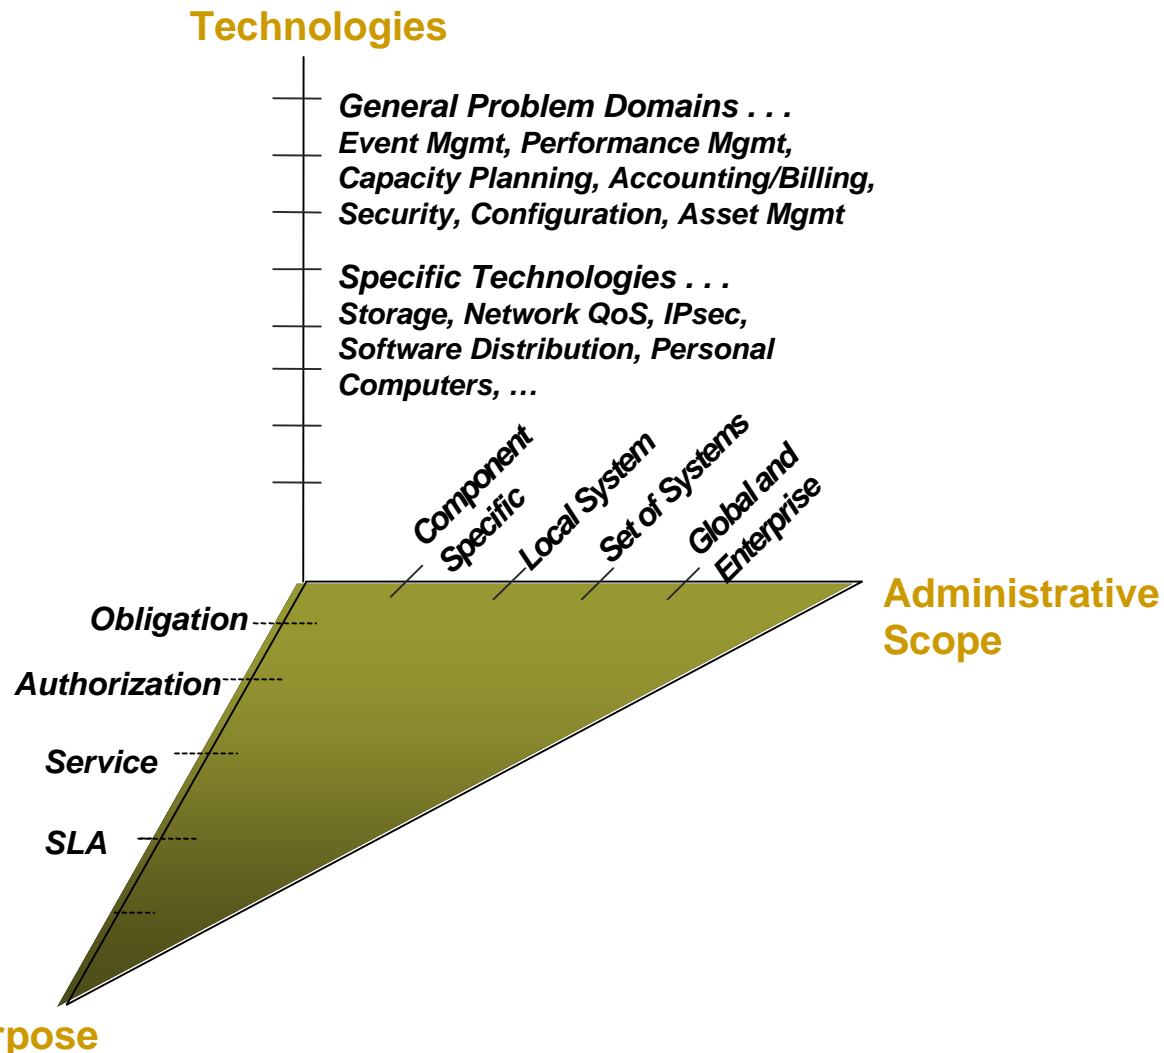 Technologies
General Problem Domains . . .
Event Mgmt, Performance Mgmt,
Capacity Planning, Accounting/Billing,
Security, Configuration, Asset Mgmt
Specific Technologies . . .
Storage, Network QoS, IPsec,
Software Distribution, Personal
Computers, …
Component
Specific
Local System
Set of Systems
Global and
Enterprise
Administrative
Scope
Obligation
Authorization
Service
SLA
rpose